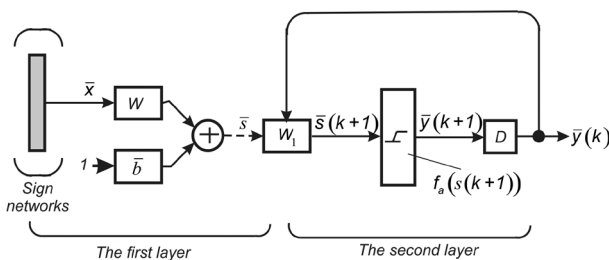 x̄
W
s̄
1
b̄
Sign
networks
W₁
s̄(k+1)
ȳ(k+1)
D
ȳ(k)
fₐ(s(k+1))
The first layer
The second layer